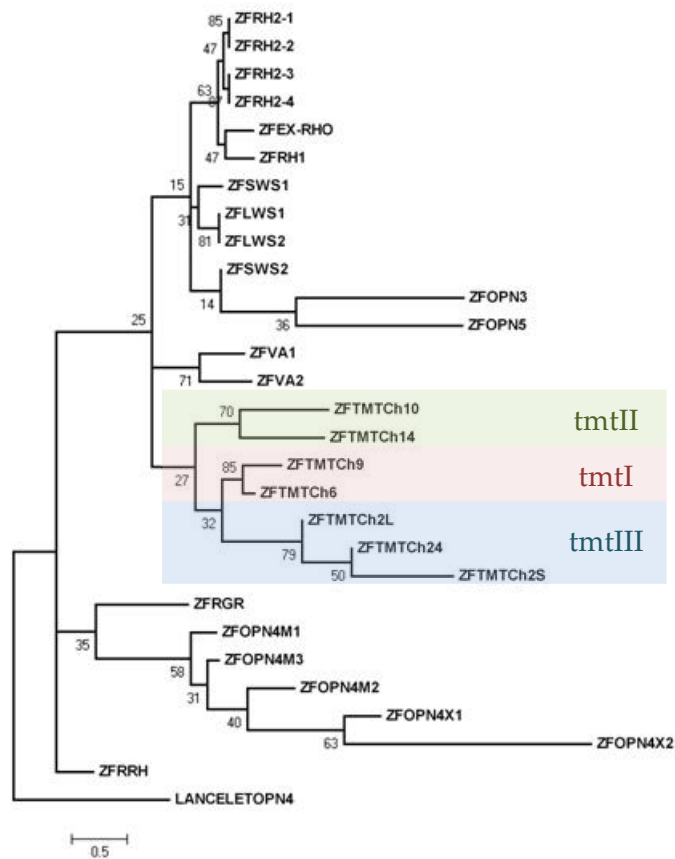 85
ZFRH2-1
47
ZFRH2-2
ZFRH2-3
63
ZFRH2-4
ZFEX-RHO
47
ZFRH1
15
ZFSWS1
31
ZFLWS1
81
ZFLWS2
ZFSWS2
14
ZFOPN3
25
36
ZFOPN5
ZFVA1
71
ZFVA2
70
ZFTMTCh10
tmtII
ZFTMTCh14
27
85
ZFTMTCh9
tmtI
ZFTMTCh6
32
ZFTMTCh2L
tmtIII
79
ZFTMTCh24
50
ZFTMTCh2S
ZFRGR
35
ZFOPN4M1
58
ZFOPN4M3
31
ZFOPN4M2
40
ZFOPN4X1
63
ZFOPN4X2
ZFRRH
LANCELETOPN4
0.5